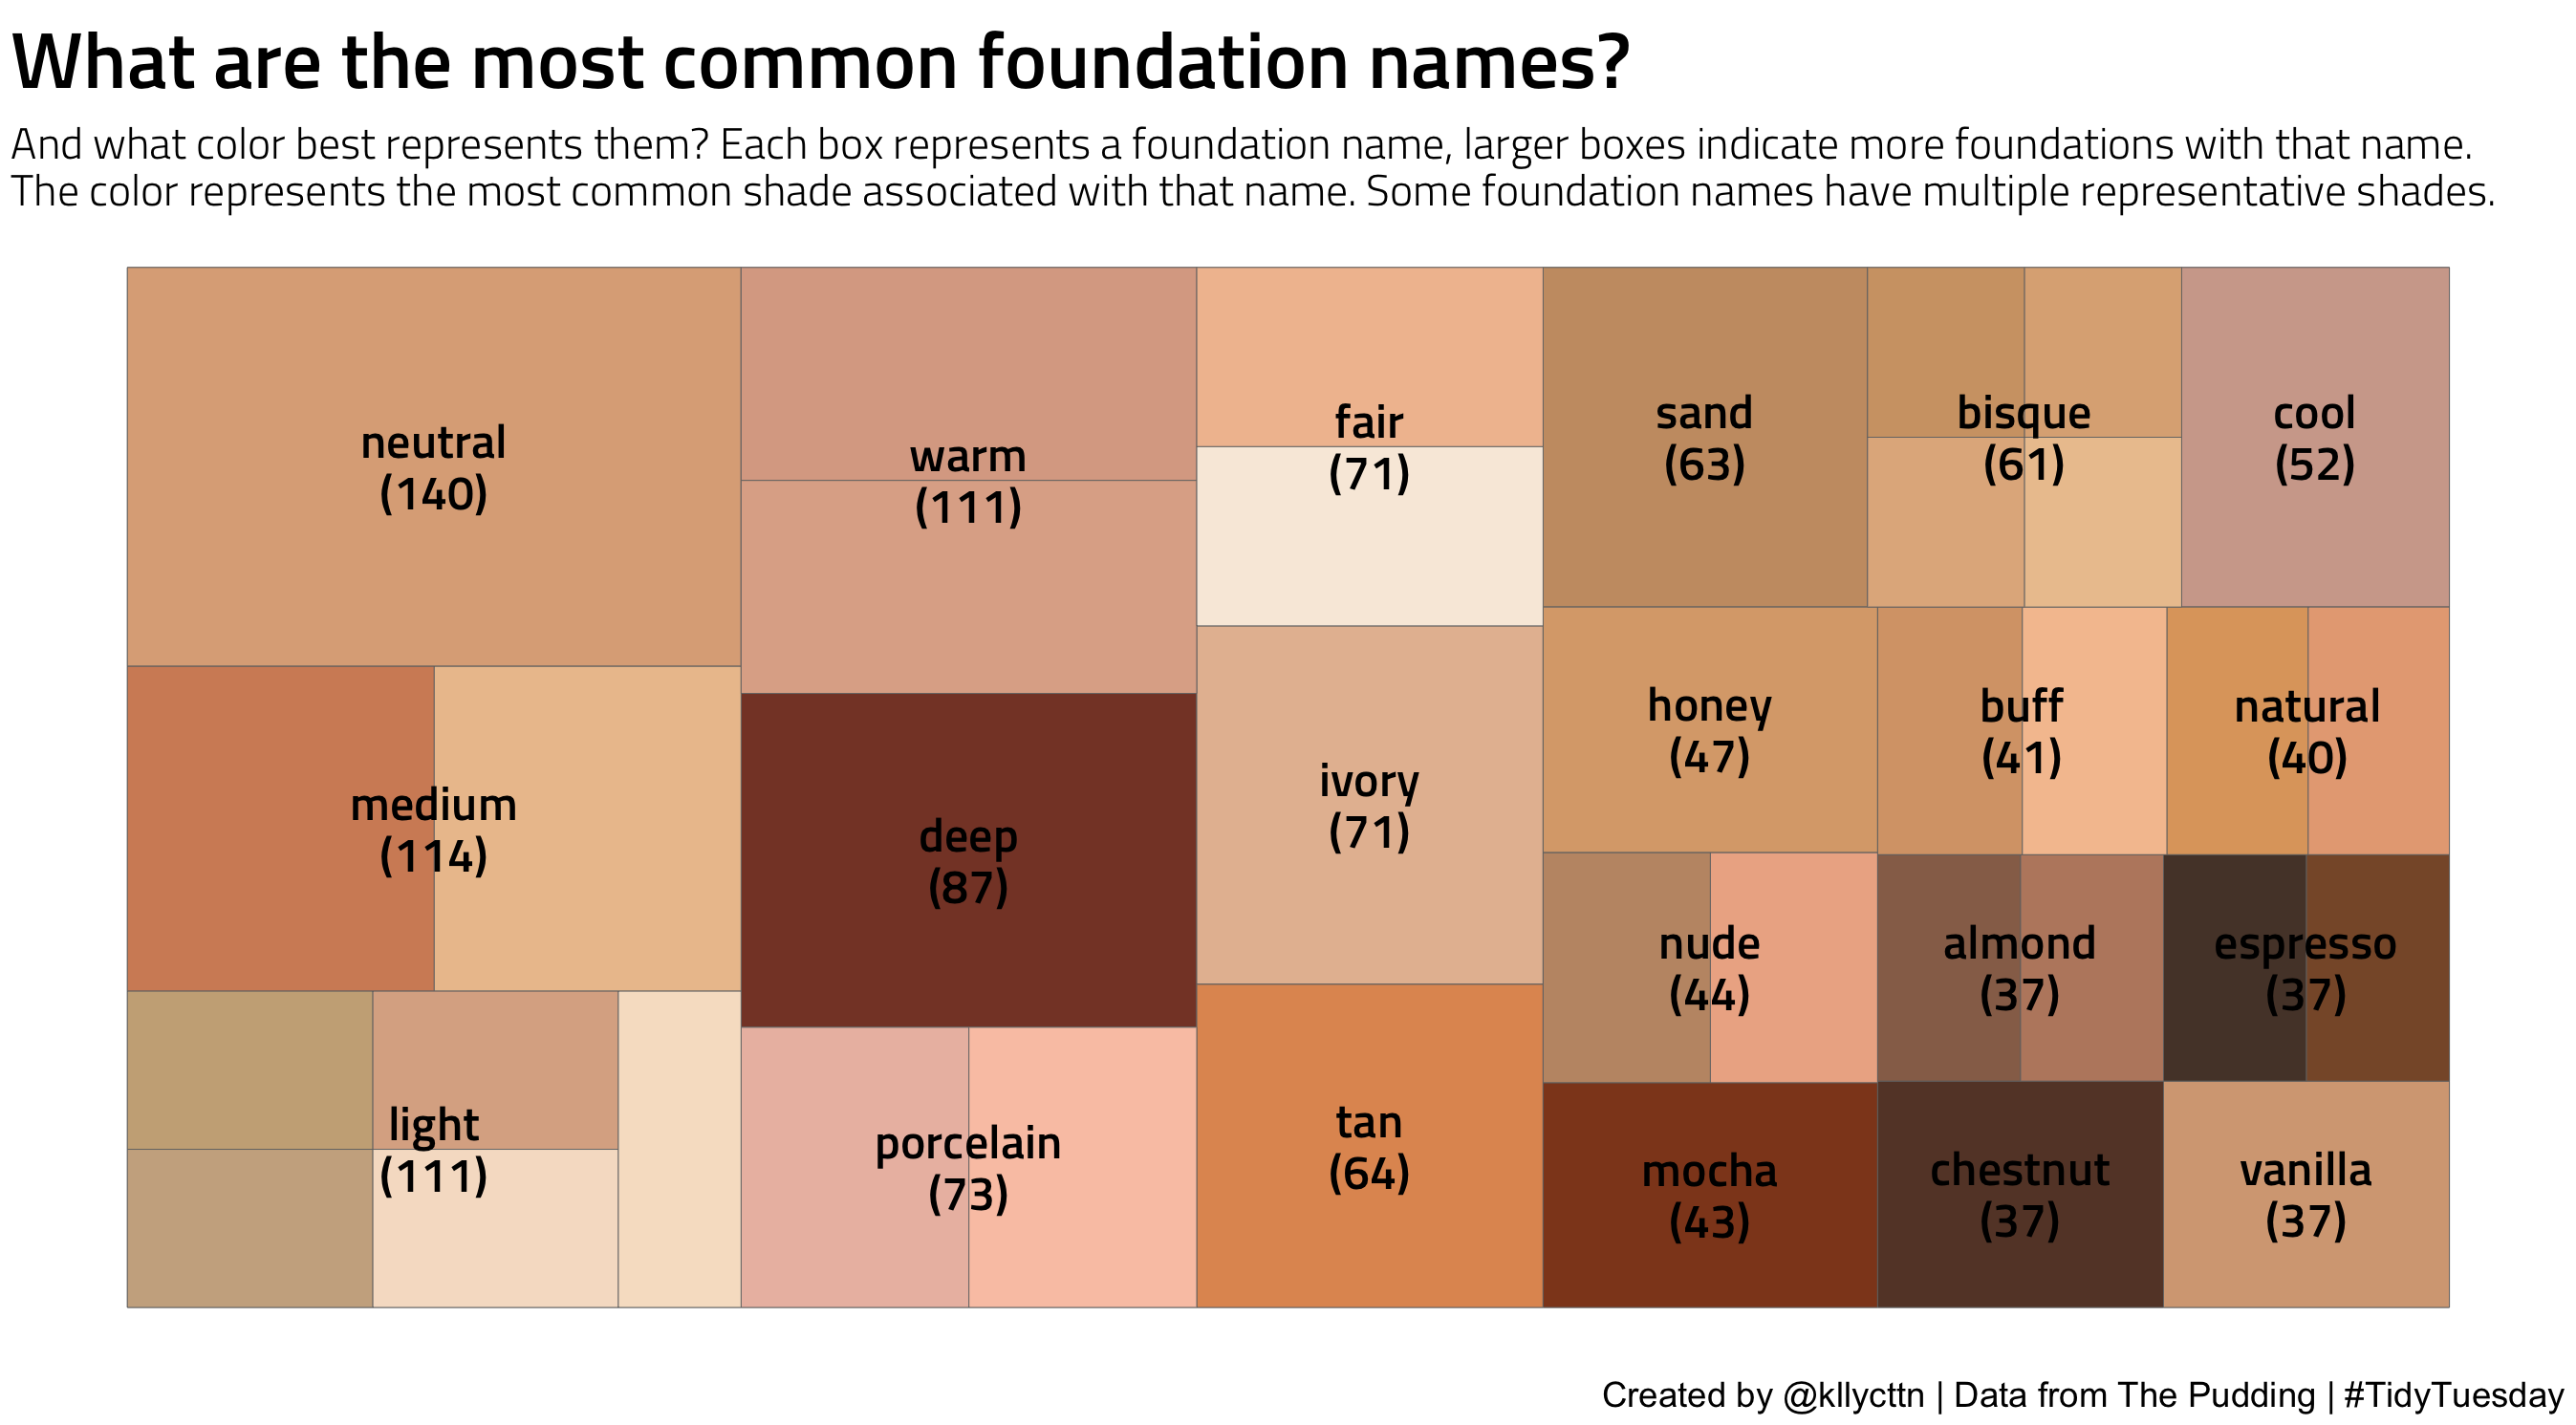 What are the most common foundation names?
And what color best represents them? Each box represents a foundation name, larger boxes indicate more foundations with that name.
The color represents the most common shade associated with that name. Some foundation names have multiple representative shades.
neutral
(140)
medium
(114)
light
(111)
warm
(111)
deep
(87)
porcelain
(73)
fair
(71)
ivory
(71)
tan
(64)
sand
(63)
bisque
(61)
cool
(52)
honey
(47)
buff
(41)
natural
(40)
nude
(44)
almond
(37)
espresso
(37)
mocha
(43)
chestnut
(37)
vanilla
(37)
Created by @kllycttn | Data from The Pudding | #TidyTuesday